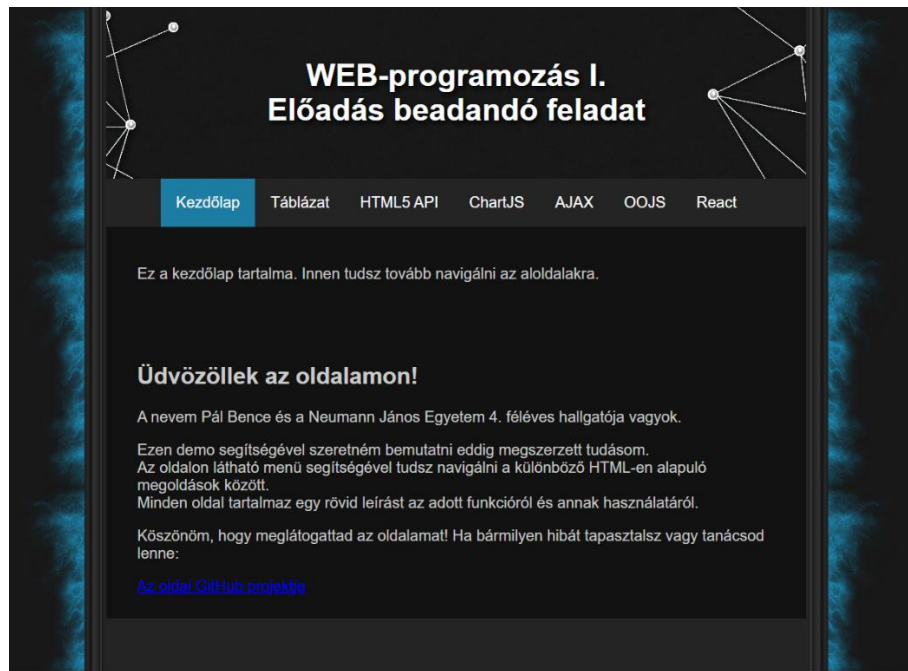 WEB-programozás I.
Előadás beadandó feladat
Kezdőlap Táblázat HTML5 API ChartJS AJAX OOJS React
Ez a kezdőlap tartalma. Innen tudsz tovább navigálni az aloldalakra.
Üdvözöllek az oldalamon!
A nevem Pál Bence és a Neumann János Egyetem 4. féléves hallgatója vagyok.
Ezen demo segítségével szeretném bemutatni eddig megszerzett tudásom.
Az oldalon látható menü segítségével tudsz navigálni a különböző HTML-en alapuló
megoldások között.
Minden oldal tartalmaz egy rövid leírást az adott funkcióról és annak használatáról.
Köszönöm, hogy meglátogattad az oldalamat! Ha bármilyen hibát tapasztalsz vagy tanácsod
lenne:
Az oldal GitHub projektje